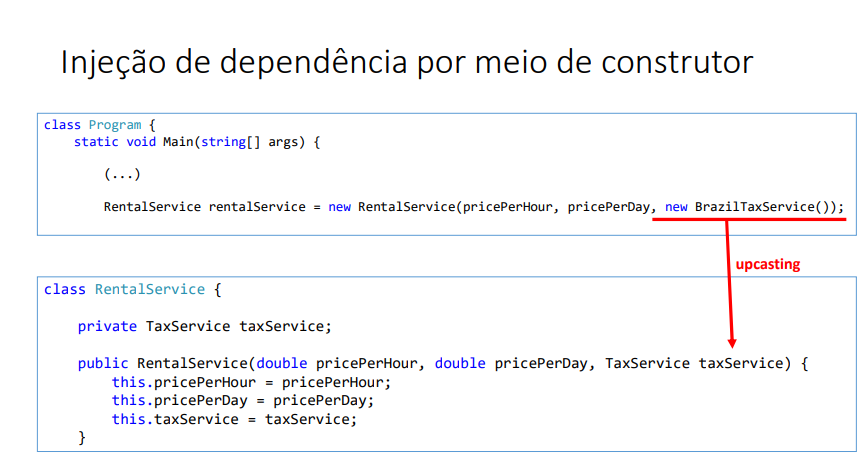 Injeção de dependência por meio de construtor
class Program {
static void Main(string[] args) {
(...)
RentalService rentalService = new RentalService(pricePerHour, pricePerDay, new BrazilTaxService());
upcasting
class RentalService {
private TaxService taxService;
public RentalService(double pricePerHour, double pricePerDay, TaxService taxService) {
this.pricePerHour = pricePerHour;
this.pricePerDay = pricePerDay;
this.taxService = taxService;
}